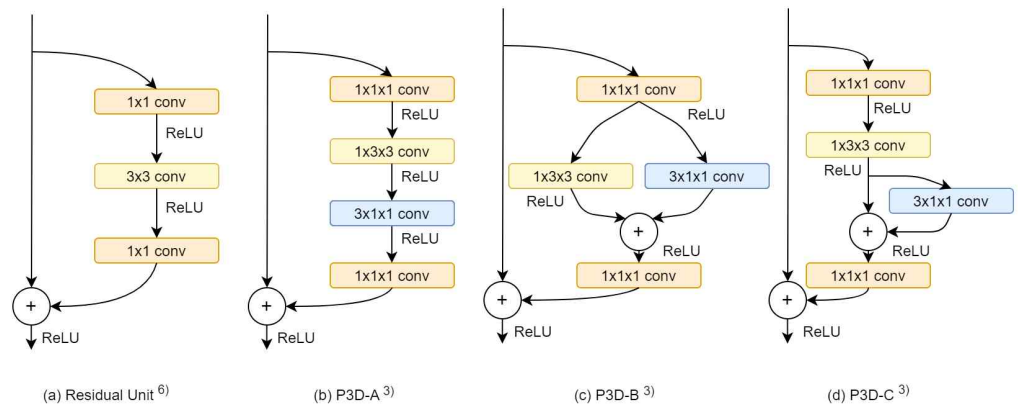 1x1 conv
ReLU
3x3 conv
ReLU
1x1 conv
+
ReLU
(a) Residual Unit 6)
1x1x1 conv
ReLU
1x3x3 conv
ReLU
3x1x1 conv
ReLU
1x1x1 conv
+
ReLU
(b) P3D-A 3)
1x1x1 conv
ReLU
1x3x3 conv
3x1x1 conv
ReLU
+
ReLU
1x1x1 conv
+
ReLU
(c) P3D-B 3)
1x1x1 conv
ReLU
1x3x3 conv
ReLU
3x1x1 conv
+
ReLU
1x1x1 conv
+
ReLU
(d) P3D-C 3)